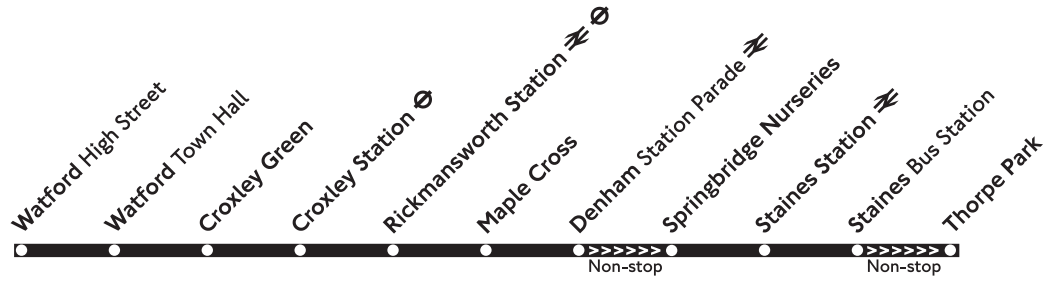 Watford High Street
Watford Town Hall
Croxley Green
Croxley Station
Rickmansworth Station
Maple Cross
Denham Station Parade
Springbridge Nurseries
Staines Station
Staines Bus Station
Thorpe Park
>>>>>>
Non-stop
>>>>>>
Non-stop